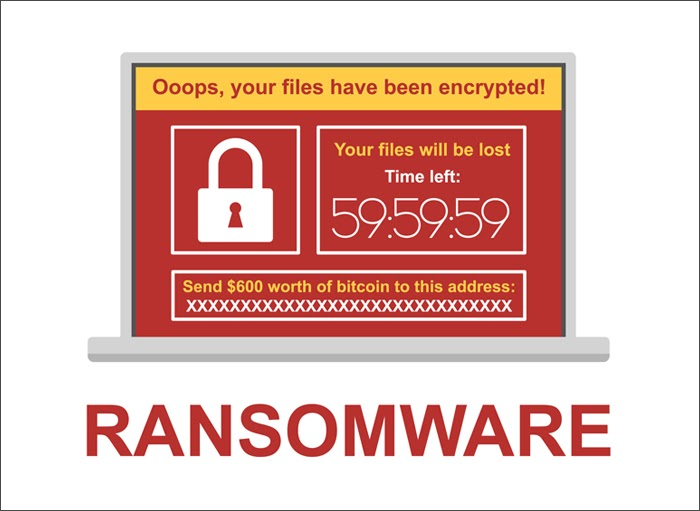 Ooops, your files have been encrypted!
Your files will be lost
Time left:
59:59:59
Send $600 worth of bitcoin to this address:
XXXXXXXXXXXXXXXXXXXXXXXXXXXXXX
RANSOMWARE